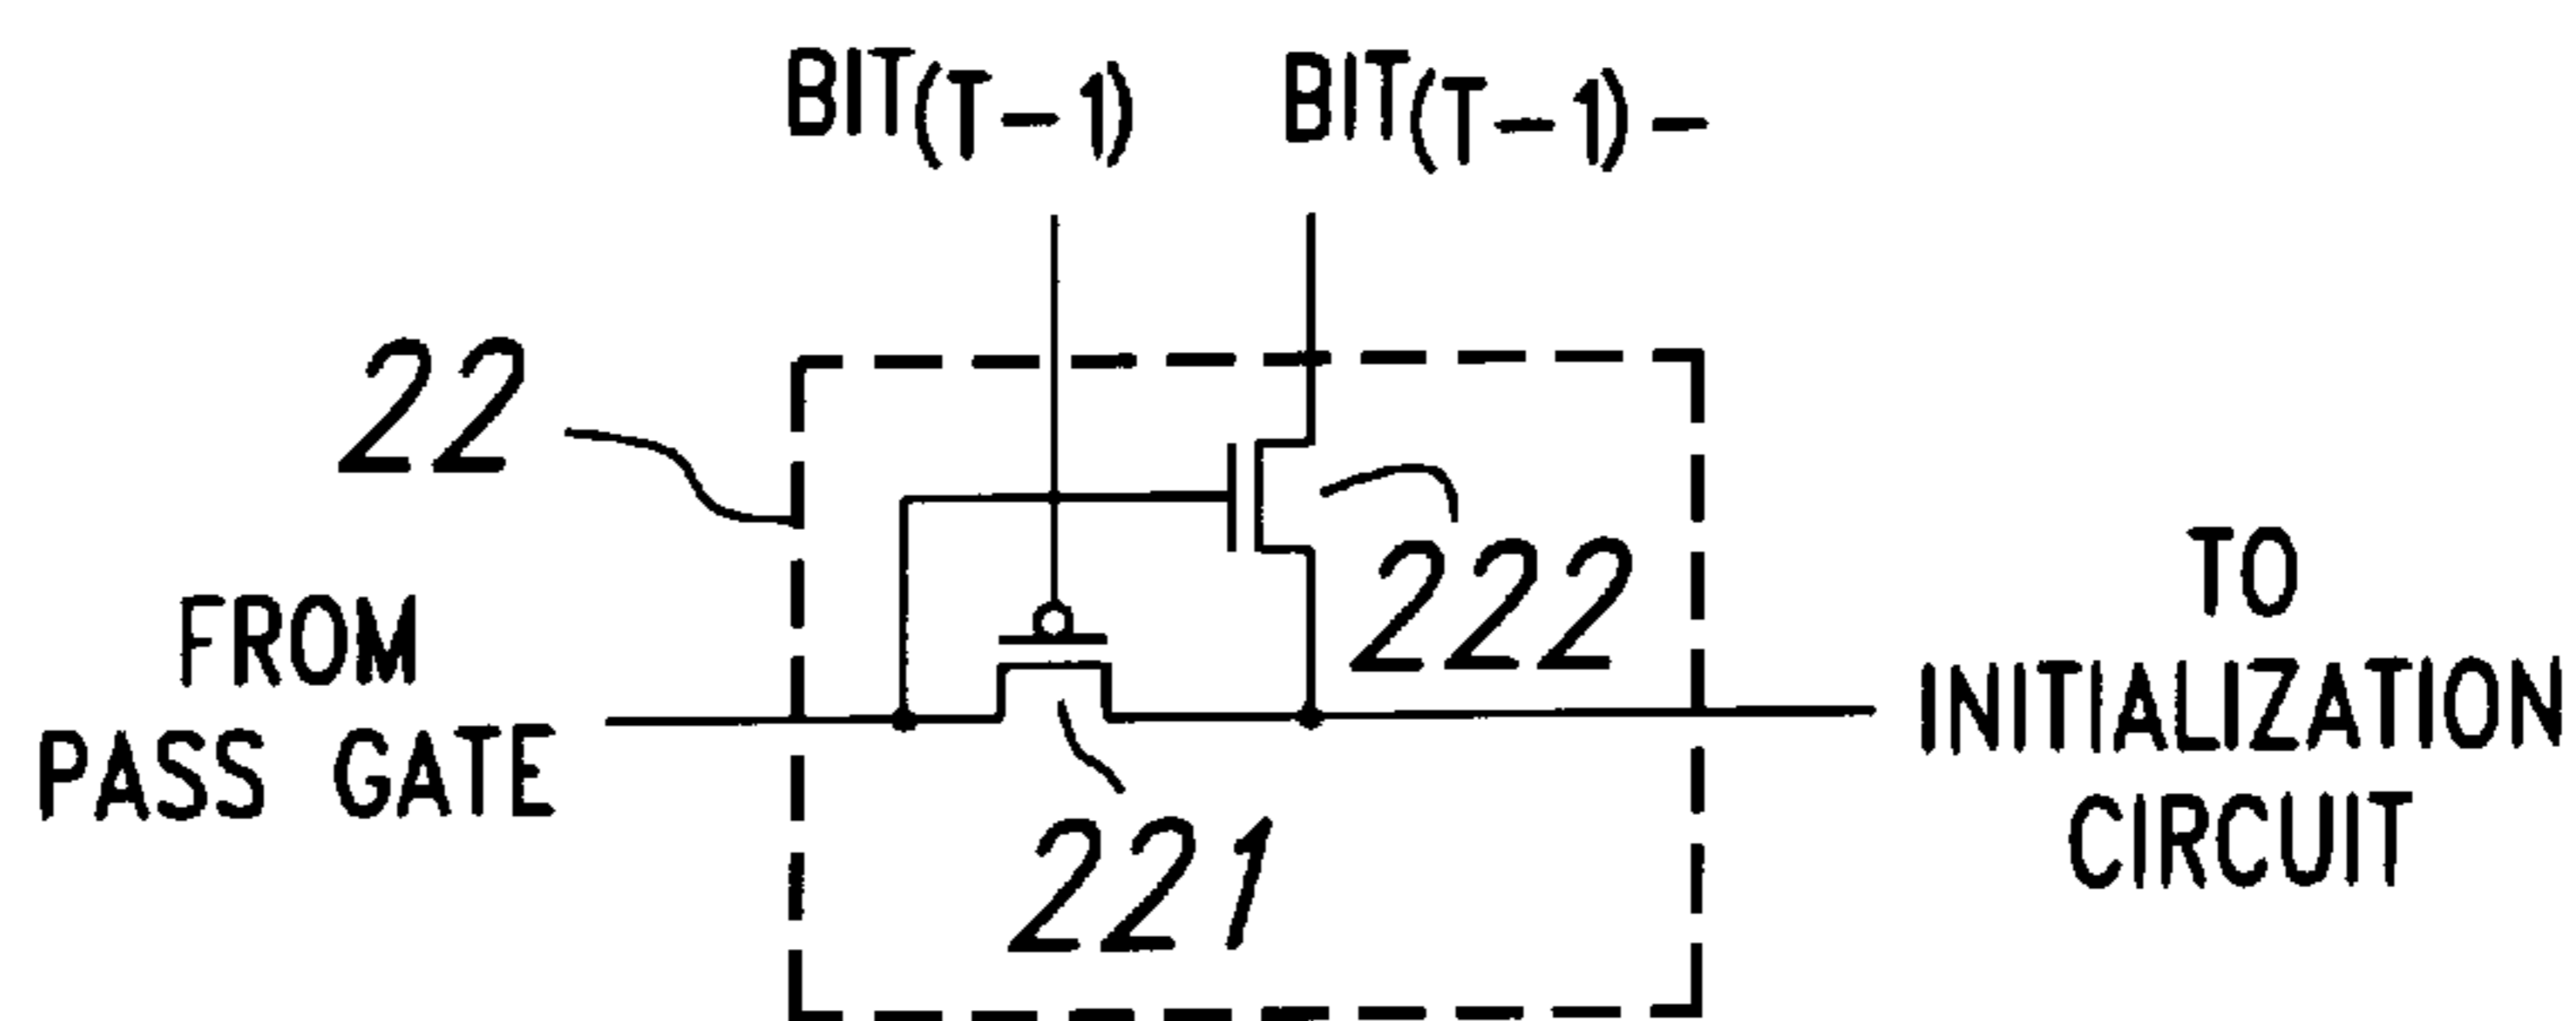 BIT(T-1) BIT(T-1)-
22
222
FROM
PASS GATE
TO
INITIALIZATION
CIRCUIT
221